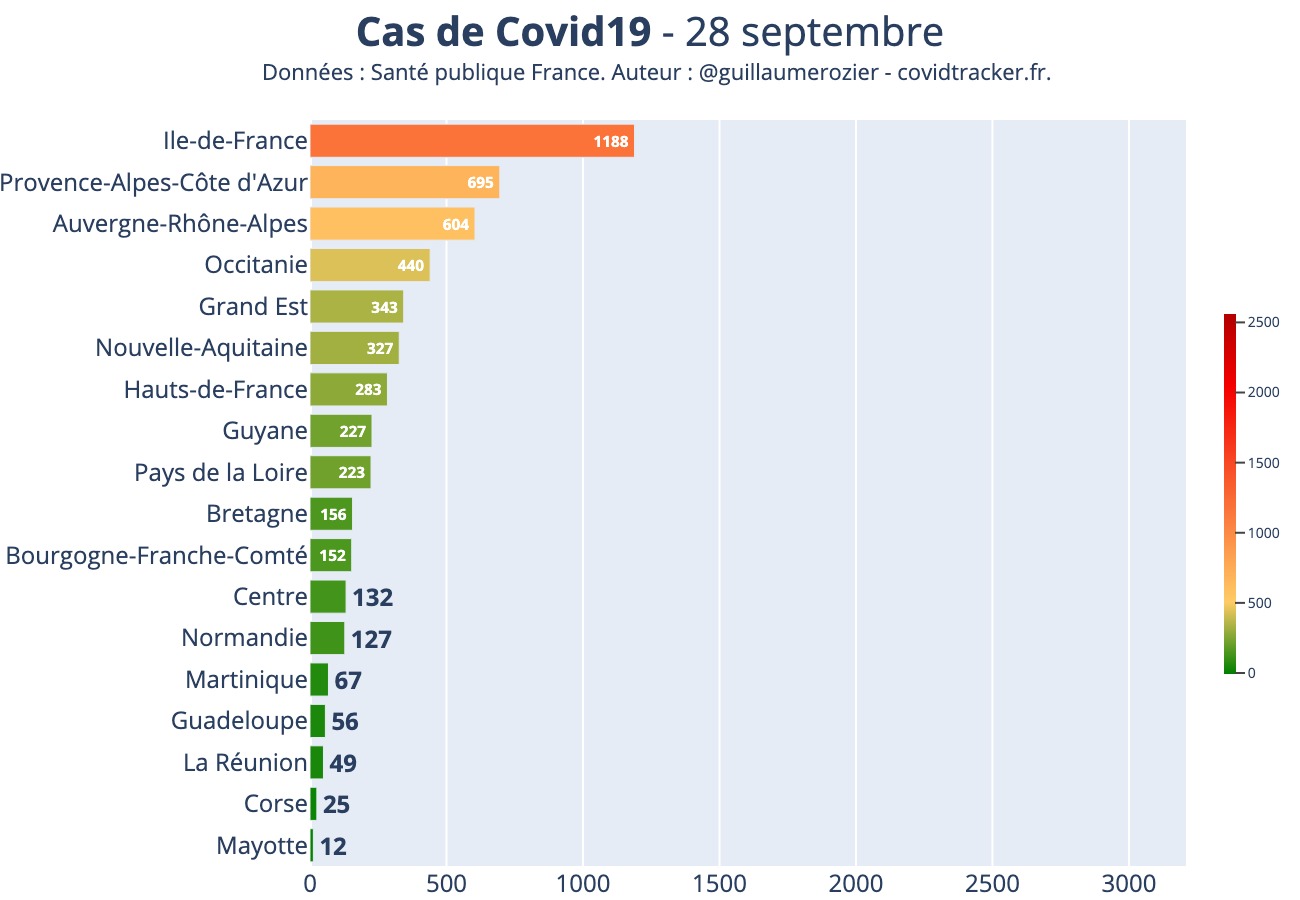 Cas de Covid19 - 28 septembre
Données : Santé publique France. Auteur : @guillaumerozier - covidtracker.fr.
Ile-de-France 1188
Provence-Alpes-Côte d'Azur 695
Auvergne-Rhône-Alpes 604
Occitanie 440
Grand Est 343
Nouvelle-Aquitaine 327
Hauts-de-France 283
Guyane 227
Pays de la Loire 223
Bretagne 156
Bourgogne-Franche-Comté 152
Centre 132
Normandie 127
Martinique 67
Guadeloupe 56
La Réunion 49
Corse 25
Mayotte 12
0 500 1000 1500 2000 2500 3000
2500
2000
1500
1000
500
0